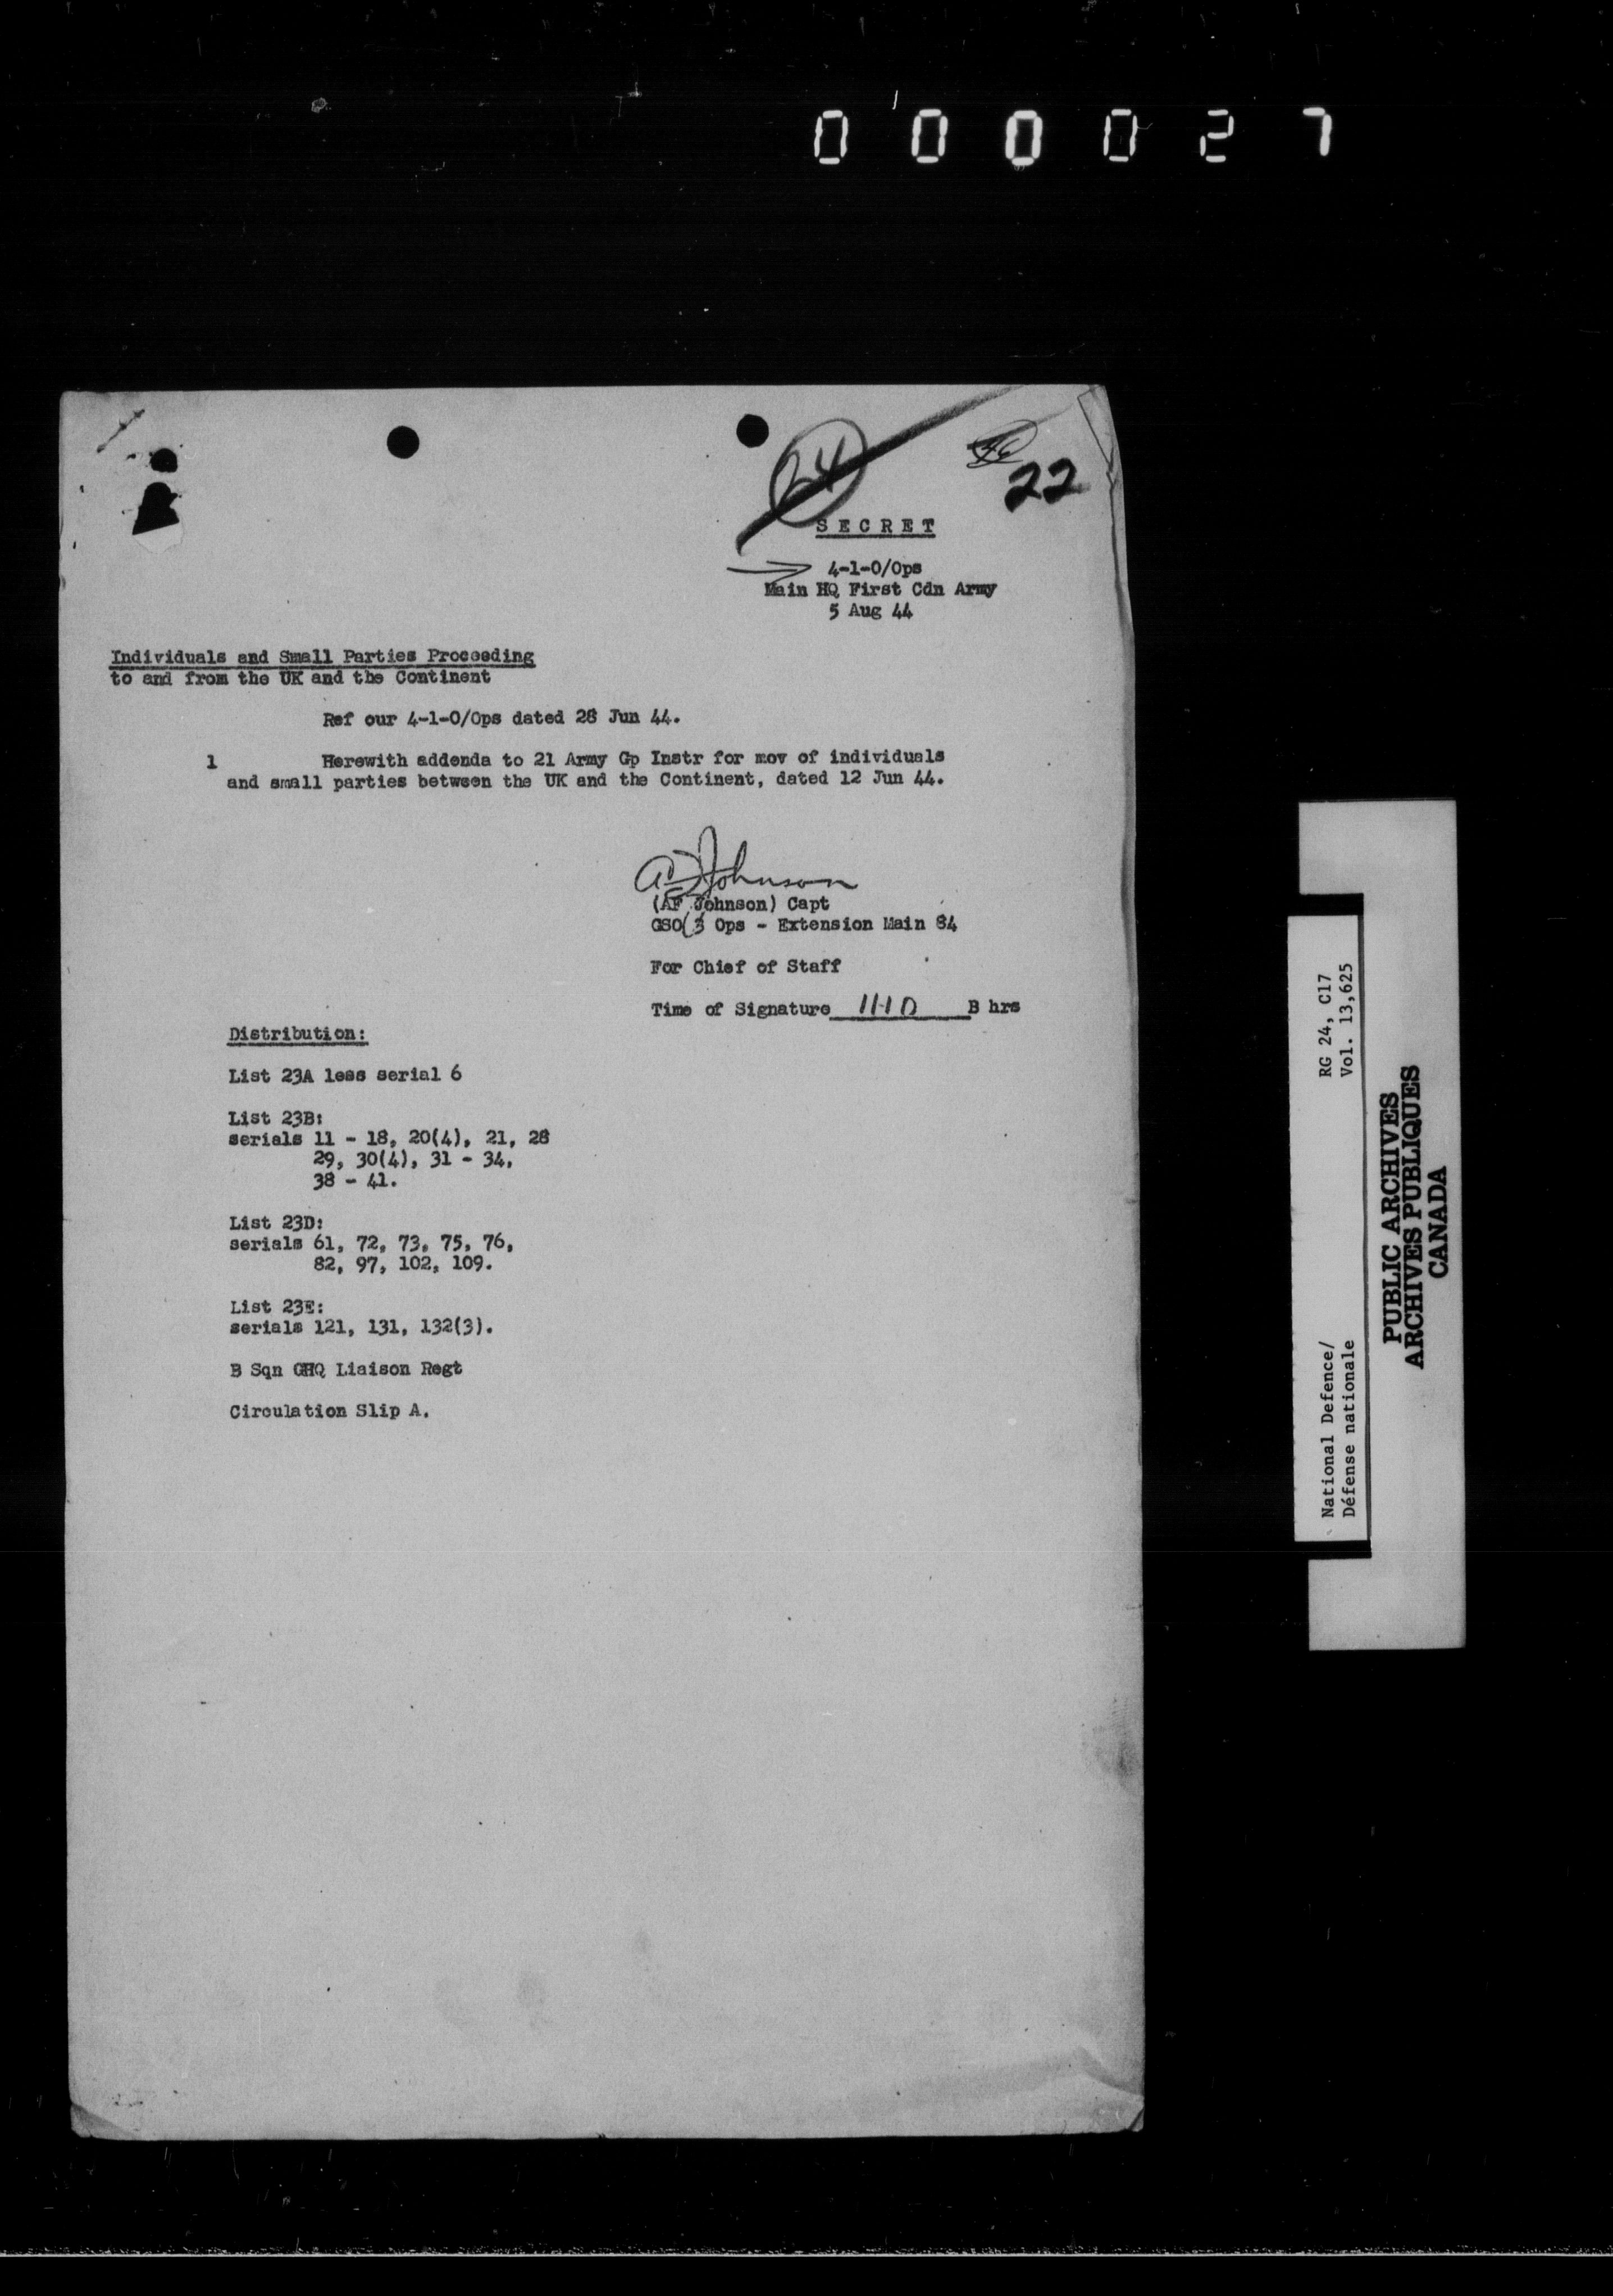 000027
24
22
SECRET
4-1-0/Ops
Main HQ First Cdn Army
5 Aug 44
Individuals and Small Parties Proceeding
to and from the UK and the Continent
Ref our 4-1-0/Ops dated 28 Jun 44.
1 Herewith addenda to 21 Army Gp Instr for mov of individuals
and small parties between the UK and the Continent, dated 12 Jun 44.
AF Johnson
(AF Johnson) Capt
GSO(3 Ops - Extension Main 84
For Chief of Staff
Time of Signature 1110 B hrs
Distribution:
List 23A less serial 6
List 23B:
serials 11 - 18, 20(4), 21, 28
29, 30(4), 31 - 34,
38 - 41.
List 23D:
serials 61, 72, 73, 75, 76,
82, 97, 102, 109.
List 23E:
serials 121, 131, 132(3).
B Sqn GHQ Liaison Regt
Circulation Slip A.
National Defence/
Défense nationale
RG 24, C17
Vol. 13,625
PUBLIC ARCHIVES
ARCHIVES PUBLIQUES
CANADA